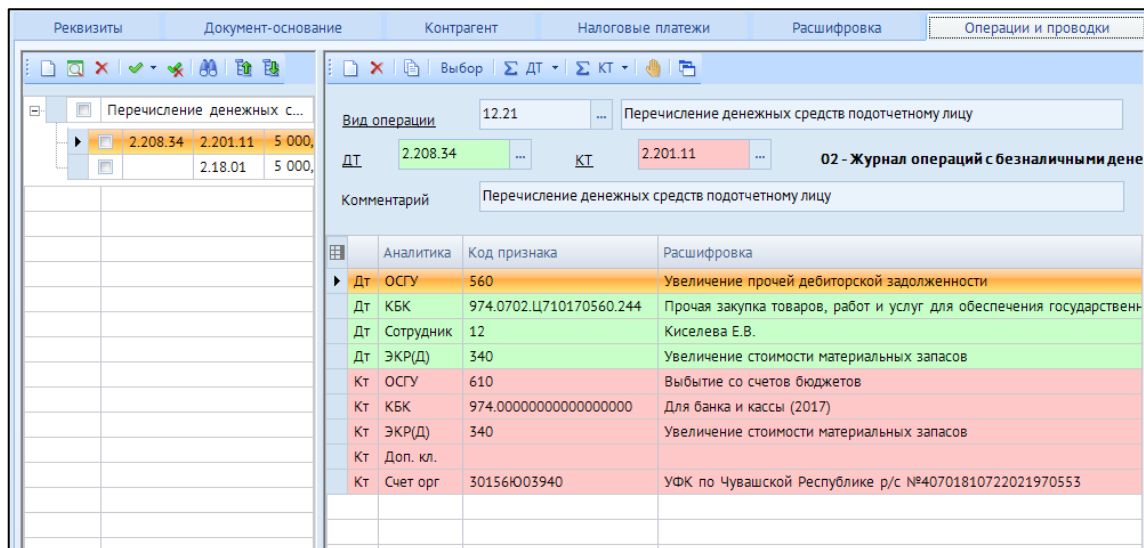 Реквизиты Документ-основание Контрагент Налоговые платежи Расшифровка Операции и проводки
Выбор Σ ДТ Σ КТ
Перечисление денежных с...
2.208.34 2.201.11 5 000,
2.18.01 5 000,
Вид операции 12.21 ... Перечисление денежных средств подотчетному лицу
ДТ 2.208.34 ... КТ 2.201.11 ... 02 - Журнал операций с безналичными дене
Комментарий Перечисление денежных средств подотчетному лицу
Аналитика Код признака Расшифровка
Дт ОСГУ 560 Увеличение прочей дебиторской задолженности
Дт КБК 974.0702.Ц710170560.244 Прочая закупка товаров, работ и услуг для обеспечения государственн
Дт Сотрудник 12 Киселева Е.В.
Дт ЭКР(Д) 340 Увеличение стоимости материальных запасов
Кт ОСГУ 610 Выбытие со счетов бюджетов
Кт КБК 974.00000000000000000 Для банка и кассы (2017)
Кт ЭКР(Д) 340 Увеличение стоимости материальных запасов
Кт Доп. кл.
Кт Счет орг 30156Ю03940 УФК по Чувашской Республике р/с №40701810722021970553